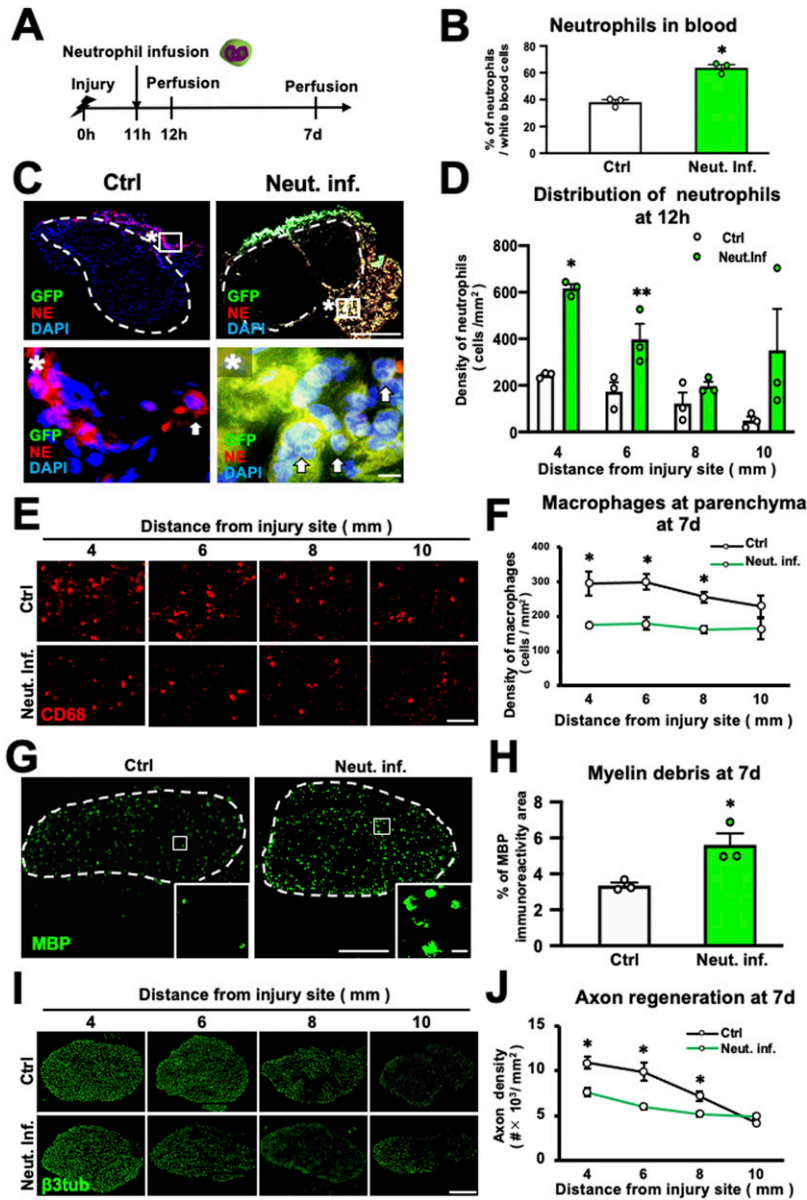 A
Neutrophil infusion
Injury
Perfusion
Perfusion
0h
11h
12h
7d
B
Neutrophils in blood
% of neutrophils
/ white blood cells
80
60
40
20
0
*
Ctrl
Neut. Inf.
C
Ctrl
Neut. inf.
*
GFP
NE
DAPI
*
GFP
NE
DAPI
*
GFP
NE
DAPI
*
GFP
NE
DAPI
D
Distribution of neutrophils
at 12h
Ctrl
Neut.Inf
Density of neutrophils
( cells /mm²)
800
600
400
200
0
*
**
4
6
8
10
Distance from injury site ( mm )
E
Distance from injury site ( mm )
4
6
8
10
Ctrl
Neut. Inf.
CD68
F
Macrophages at parenchyma
at 7d
Ctrl
Neut. inf.
Density of macrophages
( cells / mm²)
400
300
200
100
0
*
*
*
4
6
8
10
Distance from injury site ( mm )
G
Ctrl
Neut. inf.
MBP
H
Myelin debris at 7d
% of MBP
immunoreactivity area
8
6
4
2
0
*
Ctrl
Neut. inf.
I
Distance from injury site ( mm )
4
6
8
10
Ctrl
Neut. Inf.
β3tub
J
Axon regeneration at 7d
Ctrl
Neut. inf.
Axon density
( # × 10³/ mm²)
15
10
5
0
*
*
*
4
6
8
10
Distance from injury site ( mm )